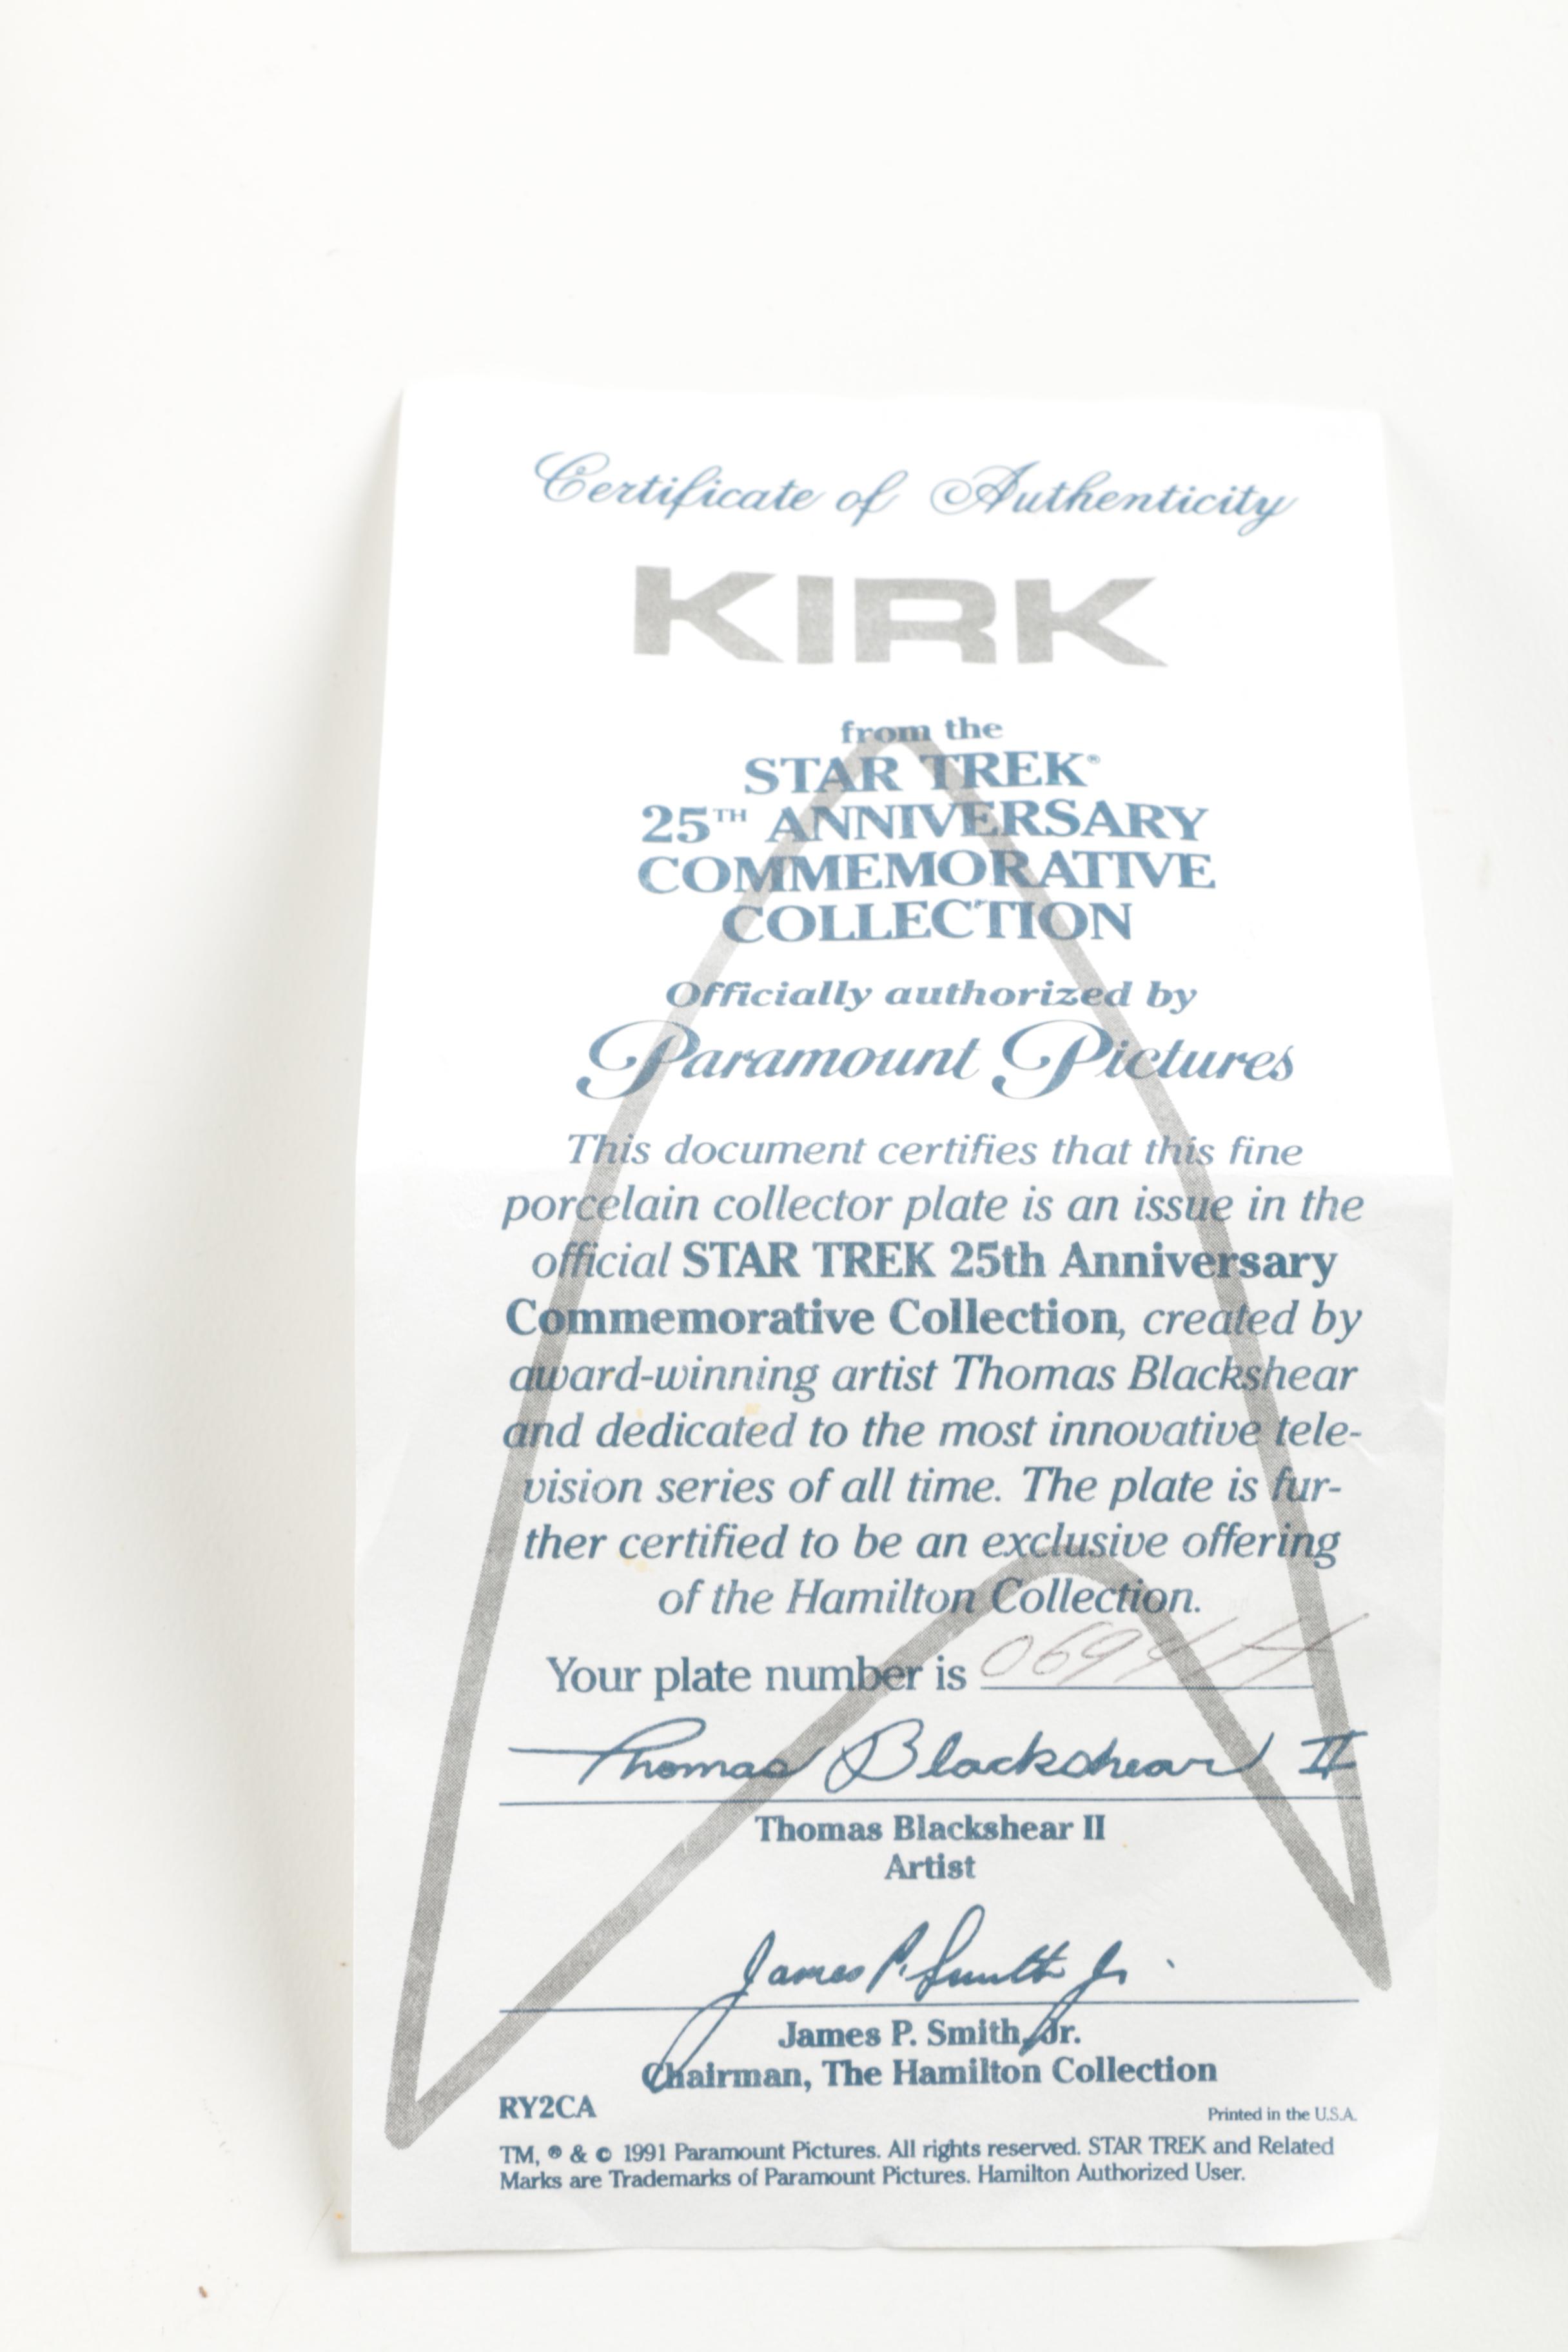 Certificate of Authenticity
KIRK
from the
STAR TREK®
25TH ANNIVERSARY
COMMEMORATIVE
COLLECTION
Officially authorized by
Paramount Pictures
This document certifies that this fine
porcelain collector plate is an issue in the
official STAR TREK 25th Anniversary
Commemorative Collection, created by
award-winning artist Thomas Blackshear
and dedicated to the most innovative tele-
vision series of all time. The plate is fur-
ther certified to be an exclusive offering
of the Hamilton Collection.
Your plate number is
Thomas Blackshear II
Thomas Blackshear II
Artist
James P. Smith Jr.
James P. Smith, Jr.
Chairman, The Hamilton Collection
RY2CA
Printed in the U.S.A.
TM, ® & © 1991 Paramount Pictures. All rights reserved. STAR TREK and Related
Marks are Trademarks of Paramount Pictures. Hamilton Authorized User.